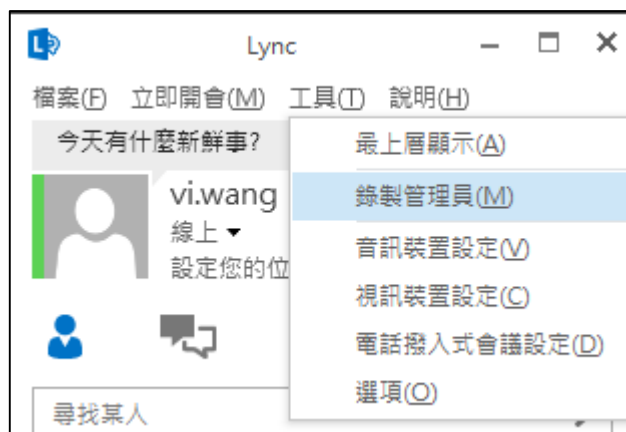 Lync
檔案(F) 立即開會(M) 工具(T) 說明(H)
今天有什麼新鮮事?
最上層顯示(A)
vi.wang
錄製管理員(M)
線上
音訊裝置設定(V)
設定您的位
視訊裝置設定(C)
電話撥入式會議設定(D)
選項(O)
尋找某人